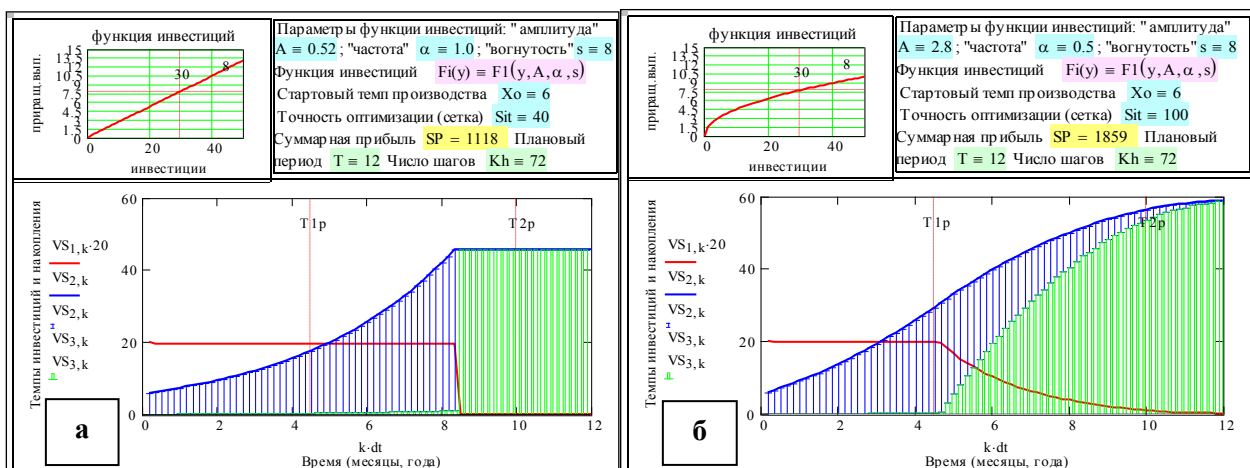 функция инвестиций
приращ.вып.
15
13.5
12
10.5
9
7.5
6
4.5
3
1.5
0
30
8
0 20 40
инвестиции
Параметры функции инвестиций: "амплитуда"
A ≡ 0.52 ; "частота" α ≡ 1.0 ; "вогнутость" s ≡ 8
Функция инвестиций Fi(y) ≡ F1(y,A,α,s)
Стартовый темп производства Xo ≡ 6
Точность оптимизации (сетка) Sit ≡ 40
Суммарная прибыль SP = 1118 Плановый
период T ≡ 12 Число шагов Kh ≡ 72
Темпы инвестиций и накопления
VS1,k·20
VS2,k
VS2,k
VS3,k
VS3,k
60
40
20
0
T1p
T2p
0 2 4 6 8 10 12
k·dt
Время (месяцы, года)
а
функция инвестиций
приращ.вып.
15
13.5
12
10.5
9
7.5
6
4.5
3
1.5
0
30
8
0 20 40
инвестиции
Параметры функции инвестиций: "амплитуда"
A ≡ 2.8 ; "частота" α ≡ 0.5 ; "вогнутость" s ≡ 8
Функция инвестиций Fi(y) ≡ F1(y,A,α,s)
Стартовый темп производства Xo ≡ 6
Точность оптимизации (сетка) Sit ≡ 100
Суммарная прибыль SP = 1859 Плановый
период T ≡ 12 Число шагов Kh ≡ 72
Темпы инвестиций и накопления
VS1,k·20
VS2,k
VS2,k
VS3,k
VS3,k
60
40
20
0
T1p
T2p
0 2 4 6 8 10 12
k·dt
Время (месяцы, года)
б